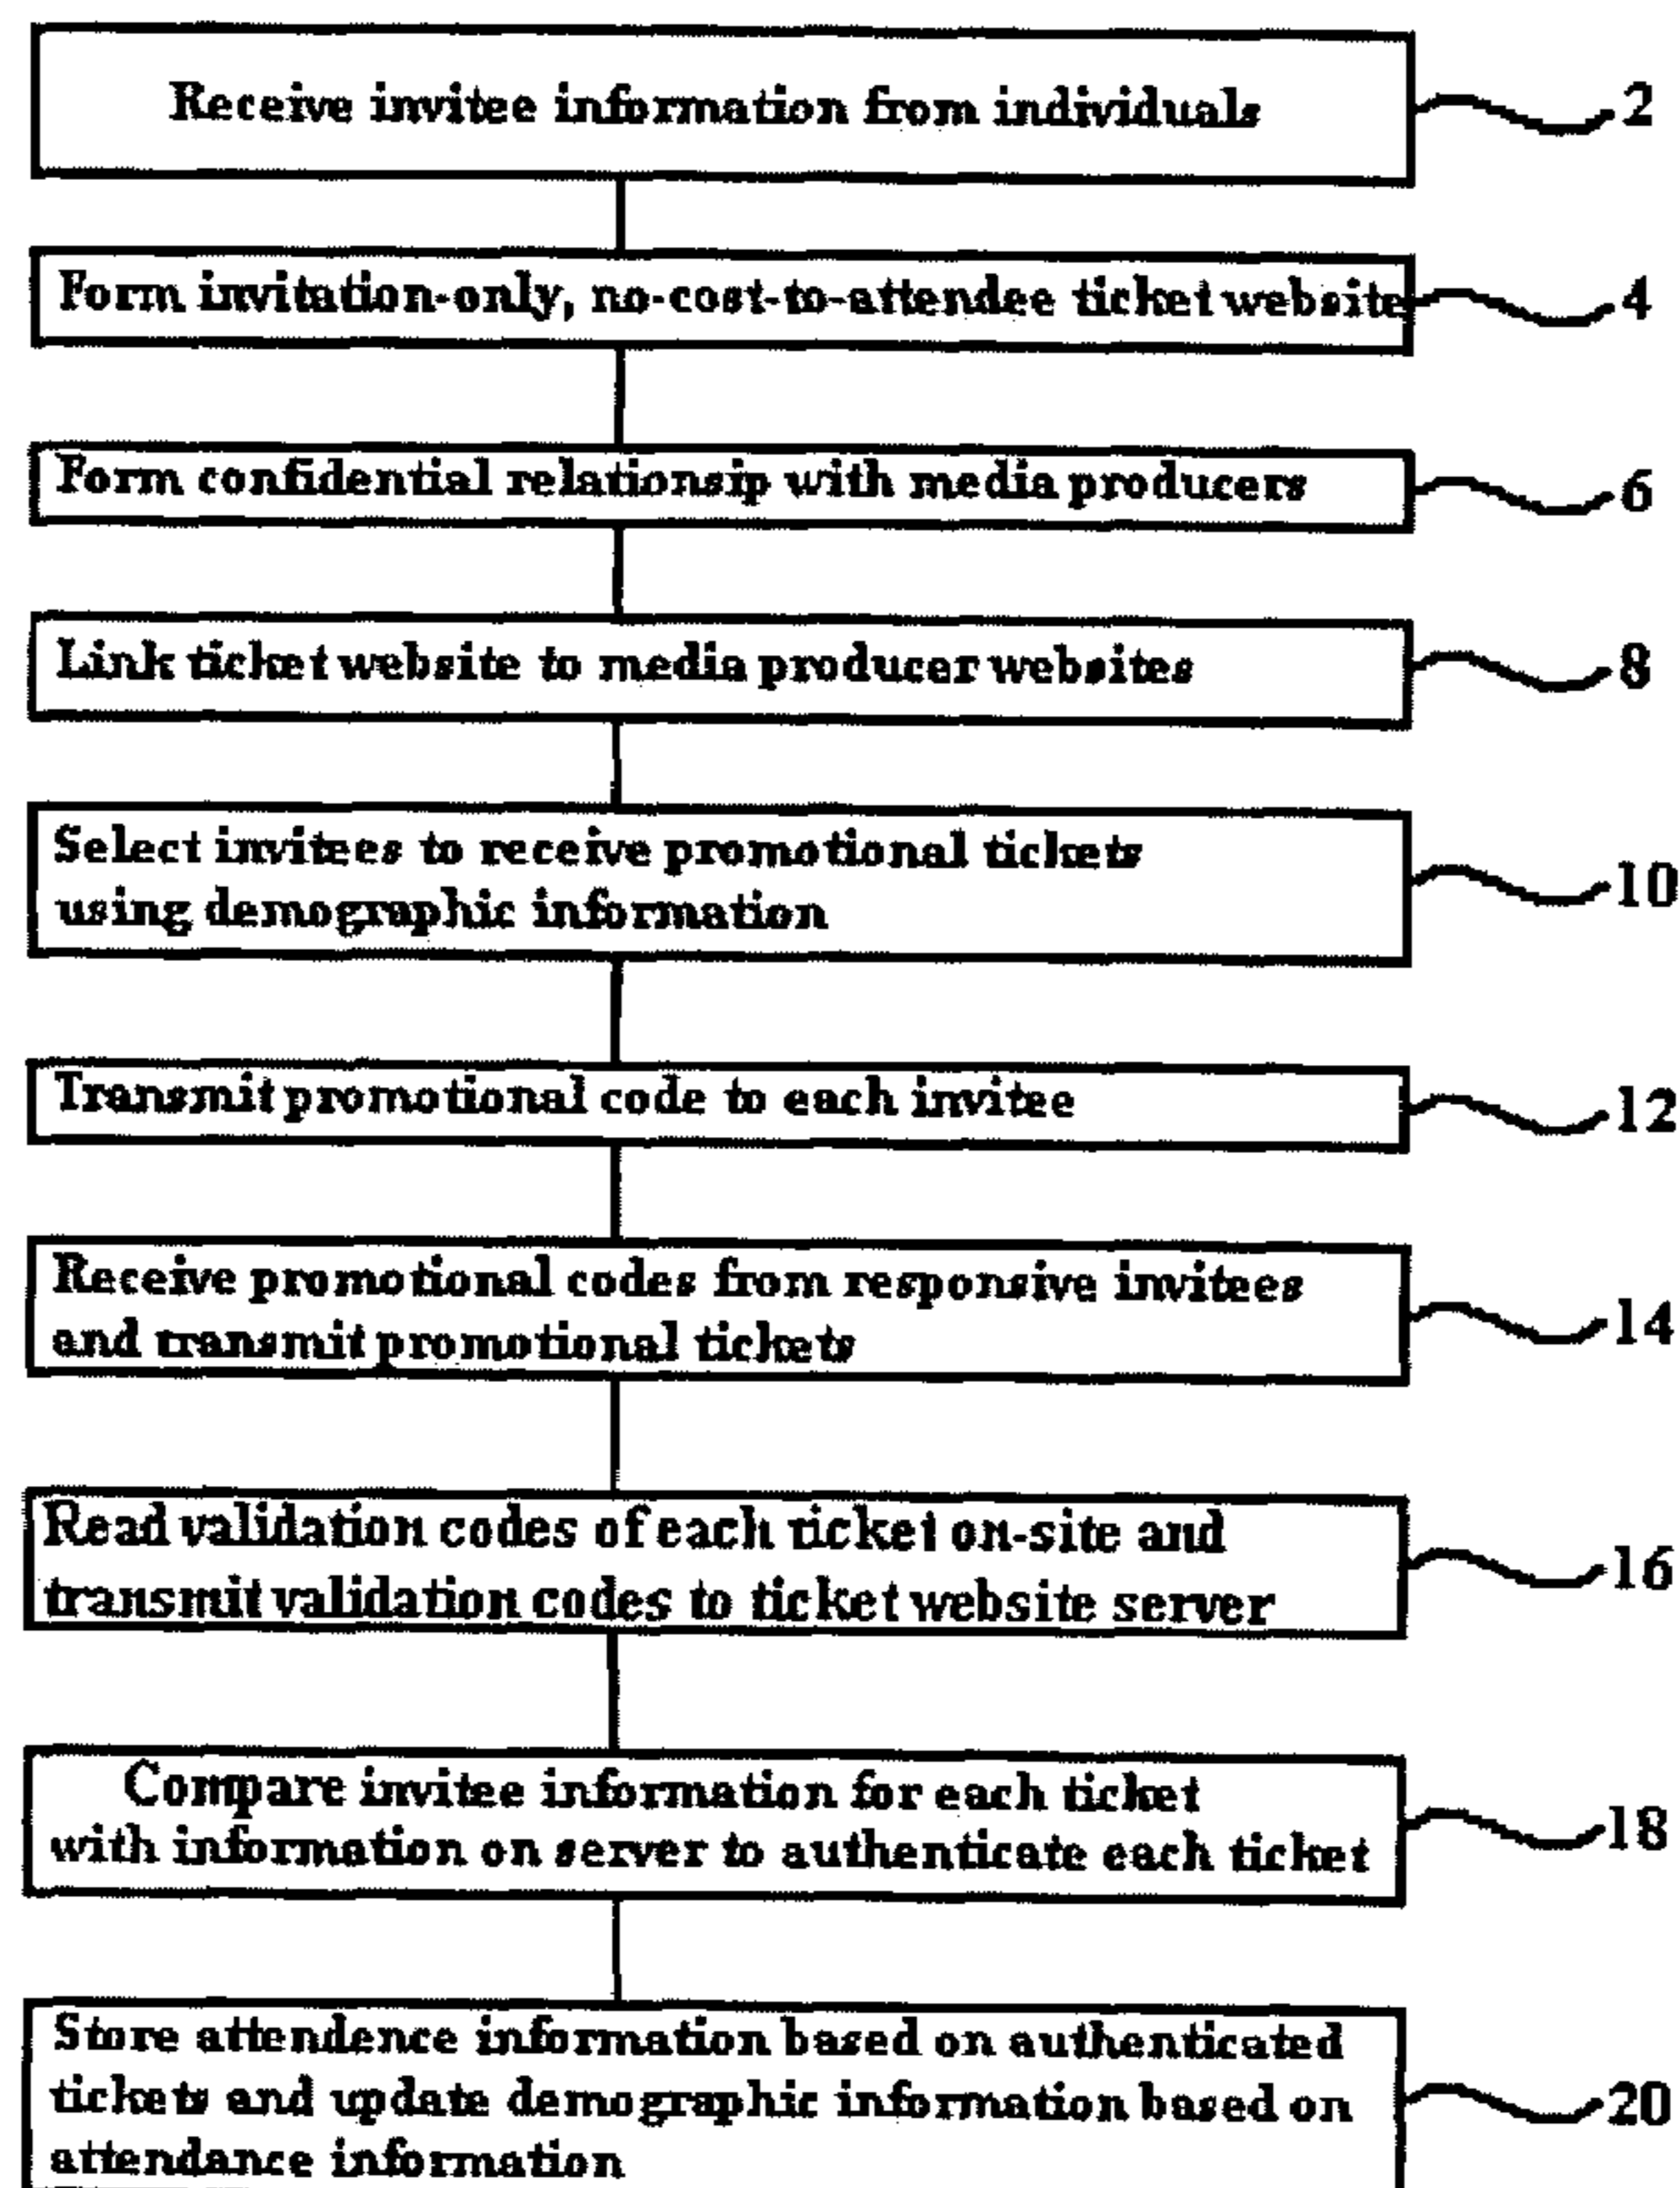 Receive invitee information from individuals
2
Form invitation-only, no-cost-to-attendee ticket website
4
Form confidential relationsip with media producers
6
Link ticket website to media producer websites
8
Select invitees to receive promotional tickets
using demographic information
10
Transmit promotional code to each invitee
12
Receive promotional codes from responsive invitees
and transmit promotional tickets
14
Read validation codes of each ticket on-site and
transmit validation codes to ticket website server
16
Compare invitee information for each ticket
with information on server to authenticate each ticket
18
Store attendence information based on authenticated
tickets and update demographic information based on
attendance information
20